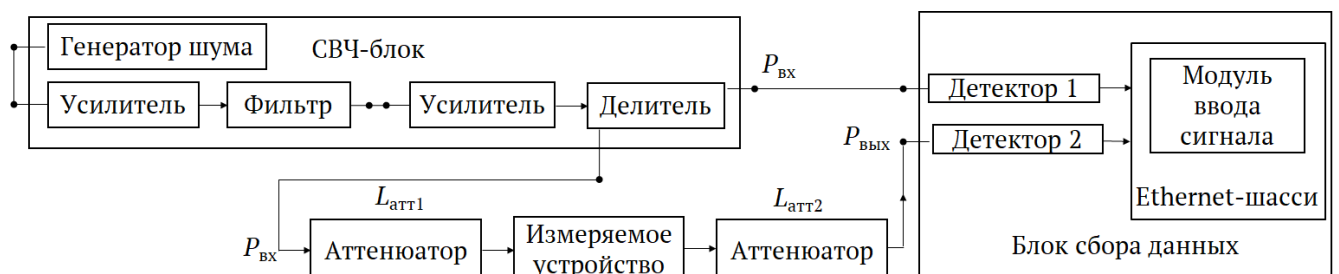 Генератор шума
СВЧ-блок
Усилитель
Фильтр
Усилитель
Делитель
Pвх
Детектор 1
Детектор 2
Pвых
Модуль
ввода
сигнала
Ethernet-шасси
Блок сбора данных
Pвх
Lатт1
Аттенюатор
Измеряемое
устройство
Lатт2
Аттенюатор